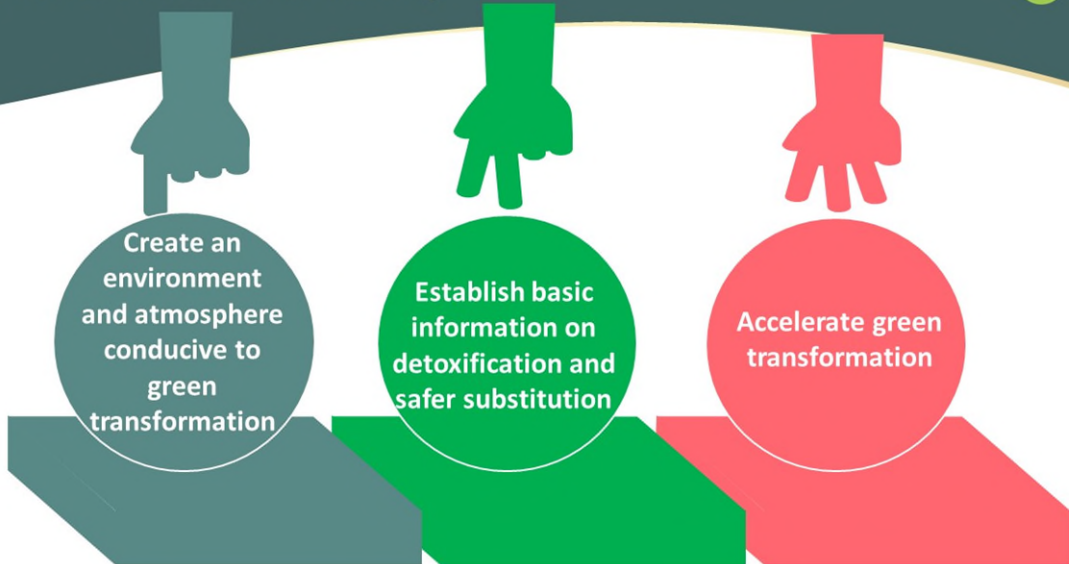 Create an
environment
and atmosphere
conducive to
green
transformation
Establish basic
information on
detoxification and
safer substitution
Accelerate green
transformation